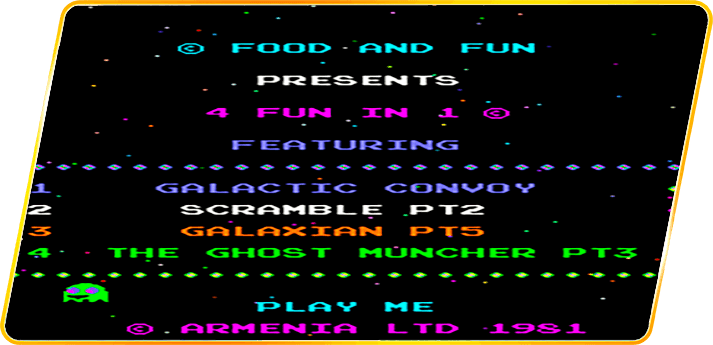 © FOOD AND FUN
PRESENTS
4 FUN IN 1 ©
FEATURING
1 GALACTIC CONVOY
2 SCRAMBLE PT2
3 GALAXIAN PT5
4 THE GHOST MUNCHER PT3
PLAY ME
© ARMENIA LTD 1981